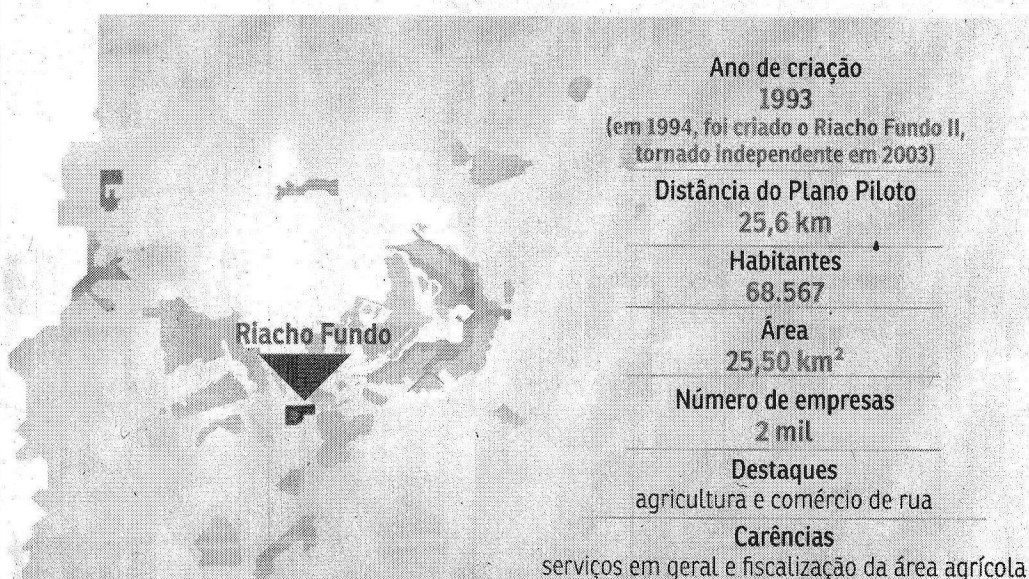 Riacho Fundo
Ano de criação
1993
(em 1994, foi criado o Riacho Fundo II,
tornado independente em 2003)
Distância do Plano Piloto
25,6 km
Habitantes
68.567
Área
25,50 km²
Número de empresas
2 mil
Destaques
agricultura e comércio de rua
Carências
serviços em geral e fiscalização da área agrícola